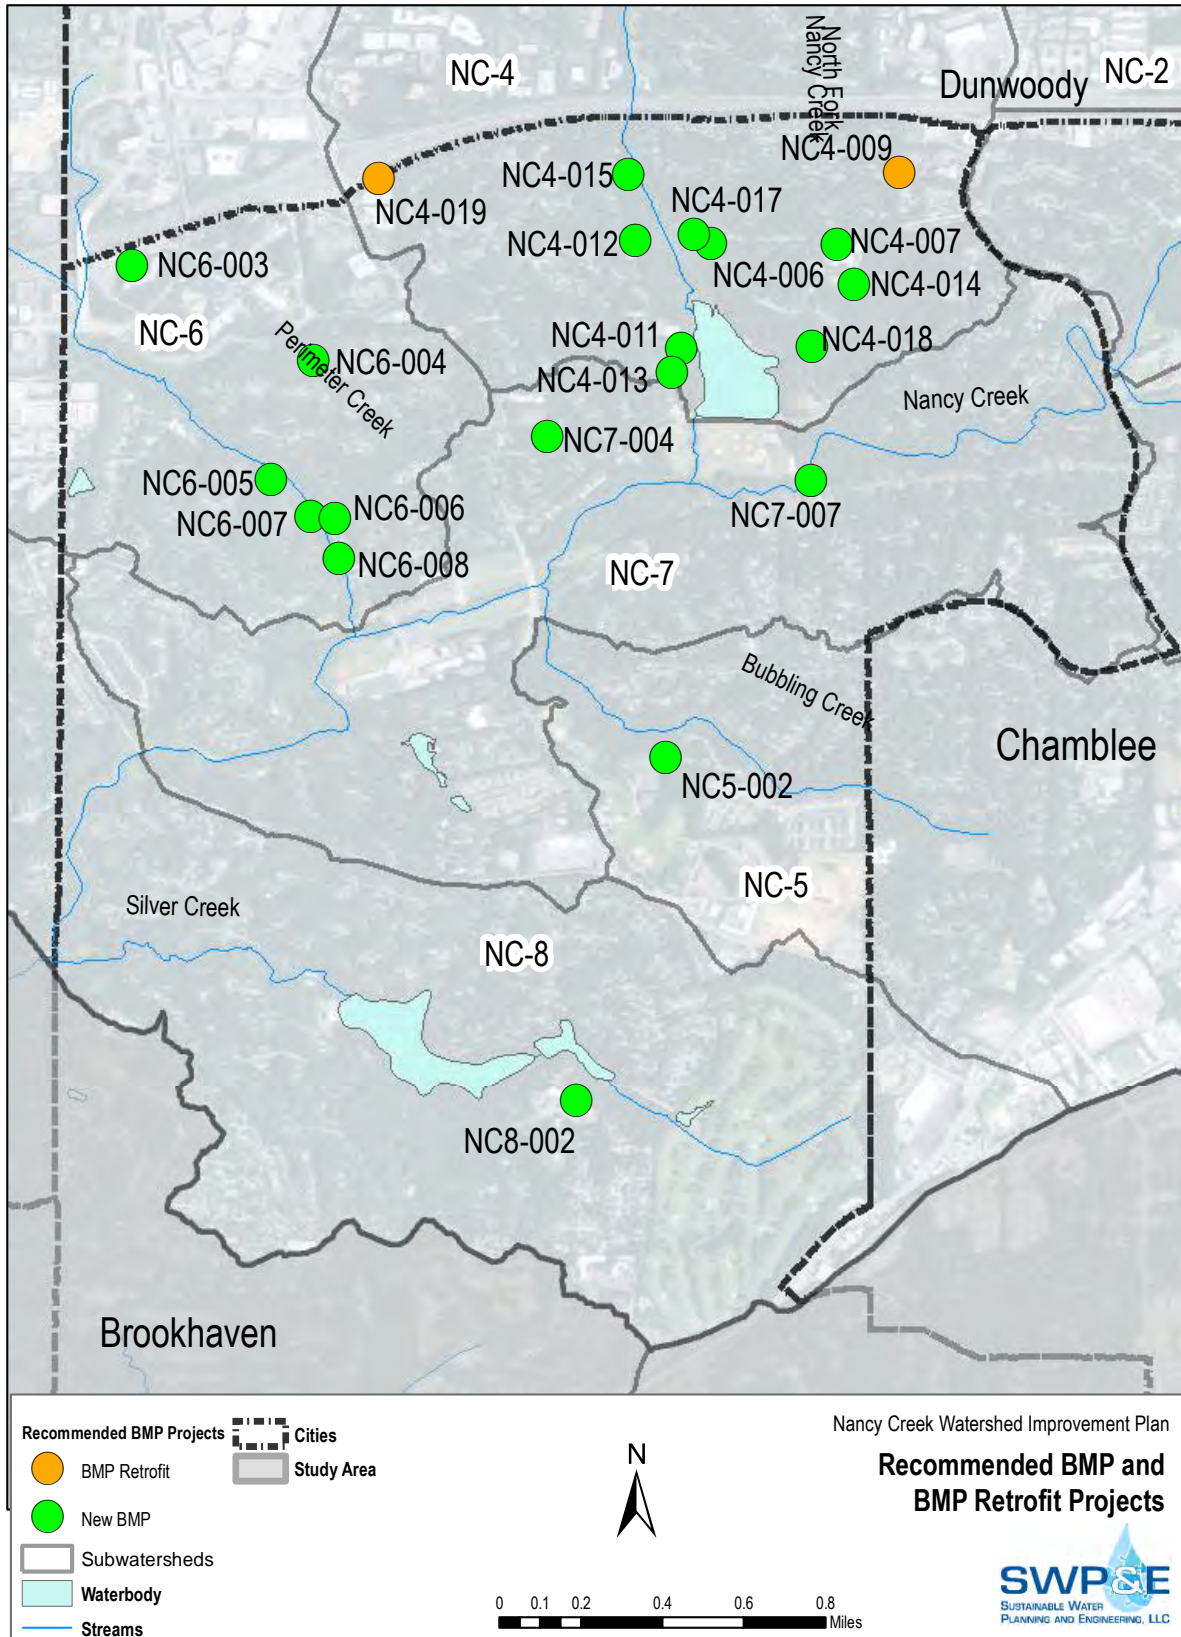 NC-4
North Fork
Nancy Creek
Dunwoody
NC-2
NC4-009
NC4-015
NC4-019
NC4-017
NC4-012
NC4-007
NC4-006
NC6-003
NC4-014
NC-6
NC4-011
NC4-018
Perimeter Creek
NC6-004
NC4-013
Nancy Creek
NC7-004
NC6-005
NC6-006
NC6-007
NC7-007
NC6-008
NC-7
Bubbling Creek
Chamblee
NC5-002
NC-5
Silver Creek
NC-8
NC8-002
Brookhaven
Recommended BMP Projects
BMP Retrofit
New BMP
Subwatersheds
Waterbody
Streams
Cities
Study Area
N
0 0.1 0.2 0.4 0.6 0.8
Miles
Nancy Creek Watershed Improvement Plan
Recommended BMP and
BMP Retrofit Projects
SWP&E
SUSTAINABLE WATER
PLANNING AND ENGINEERING, LLC